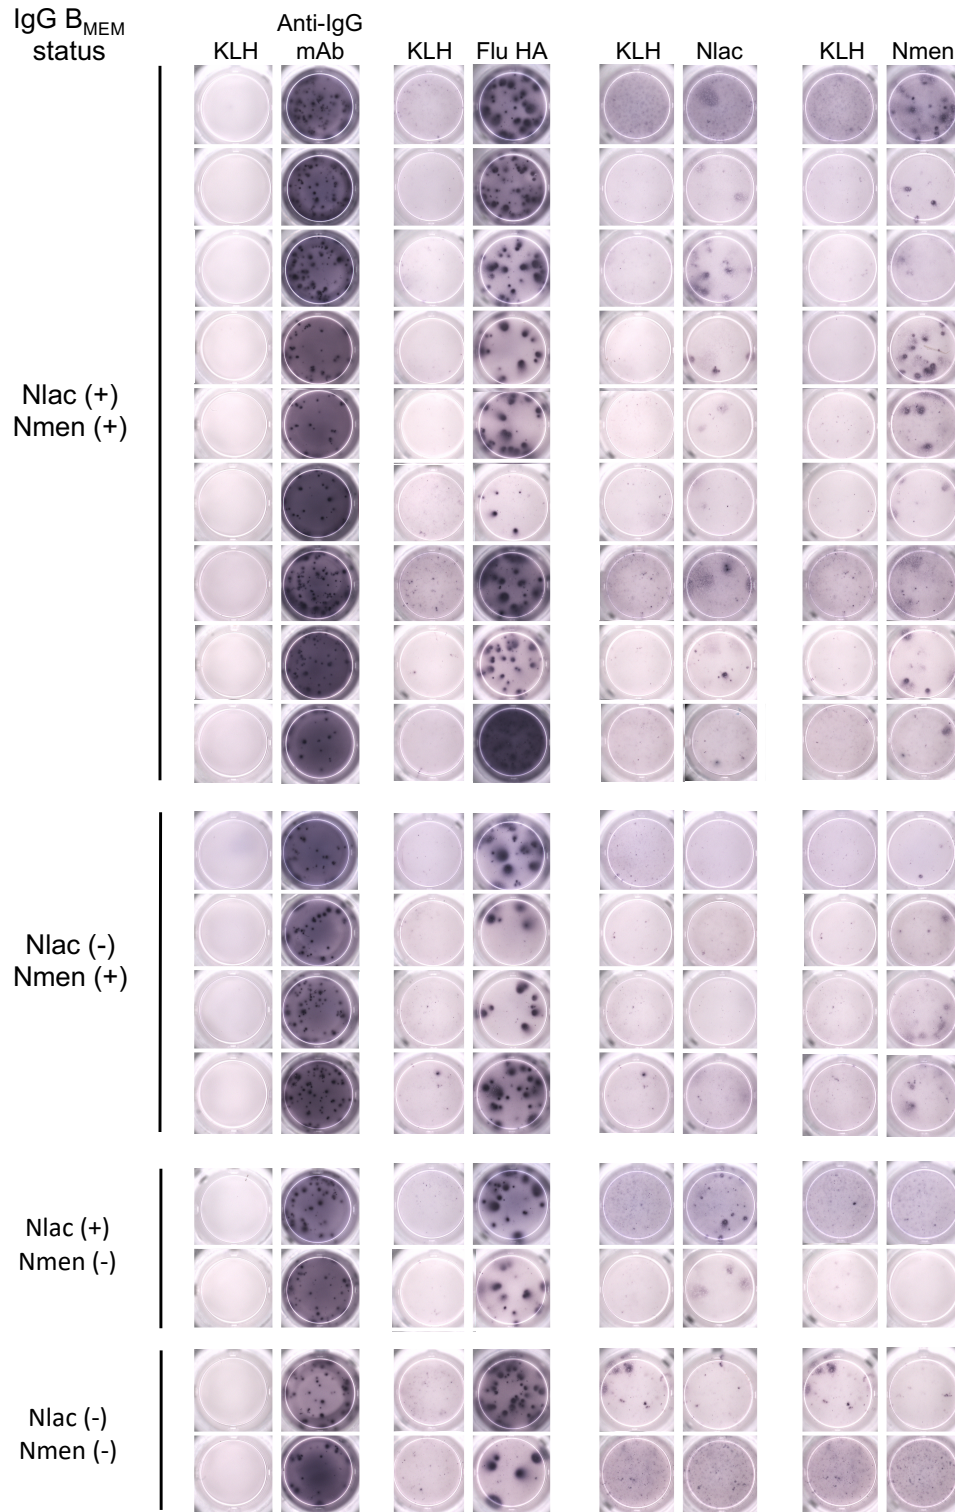 IgG BMEM
status
KLH
Anti-IgG
mAb
KLH
Flu HA
KLH
Nlac
KLH
Nmen
Nlac (+)
Nmen (+)
Nlac (-)
Nmen (+)
Nlac (+)
Nmen (-)
Nlac (-)
Nmen (-)